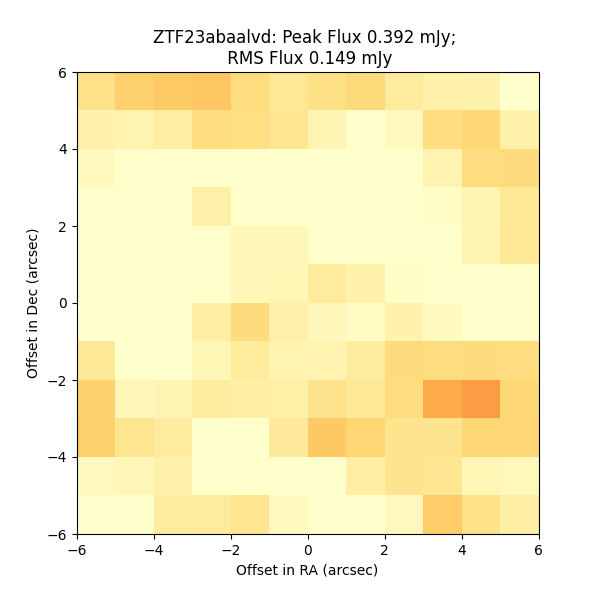 ZTF23abaalvd: Peak Flux 0.392 mJy;
RMS Flux 0.149 mJy
6
4
2
0
−2
−4
−6
Offset in Dec (arcsec)
−6 −4 −2 0 2 4 6
Offset in RA (arcsec)